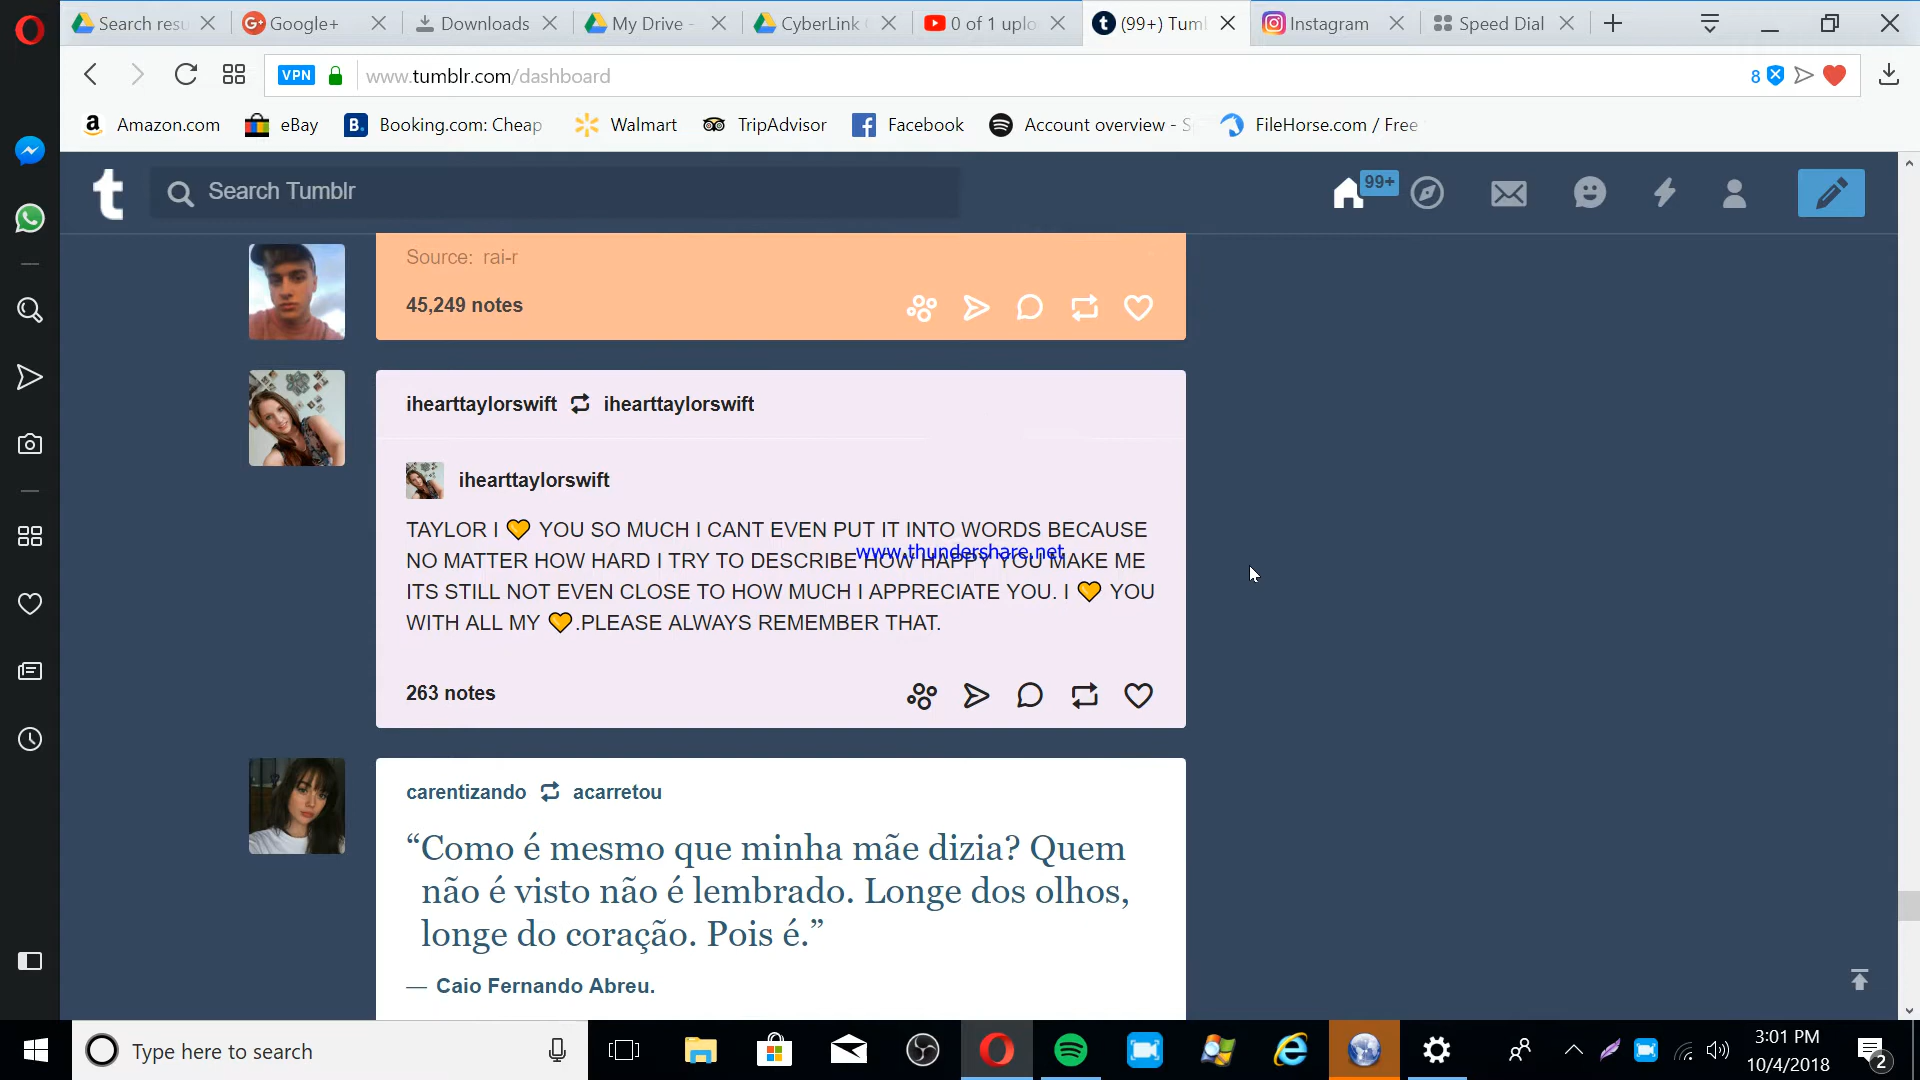 Search resu
Google+
Downloads
My Drive -
CyberLink
0 of 1 uplo
(99+) Tum
Instagram
Speed Dial
VPN
www.tumblr.com/dashboard
8
Amazon.com
eBay
B.
Booking.com: Cheap
Walmart
TripAdvisor
Facebook
Account overview - S
FileHorse.com / Free
t
Search Tumblr
99+
Source: rai-r
45,249 notes
ihearttaylorswift ihearttaylorswift
ihearttaylorswift
TAYLOR I 💛 YOU SO MUCH I CANT EVEN PUT IT INTO WORDS BECAUSE
NO MATTER HOW HARD I TRY TO DESCRIBE HOW HAPPY YOU MAKE ME
www.thundershare.net
ITS STILL NOT EVEN CLOSE TO HOW MUCH I APPRECIATE YOU. I 💛 YOU
WITH ALL MY 💛.PLEASE ALWAYS REMEMBER THAT.
263 notes
carentizando acarretou
“Como é mesmo que minha mãe dizia? Quem
não é visto não é lembrado. Longe dos olhos,
longe do coração. Pois é.”
— Caio Fernando Abreu.
Type here to search
3:01 PM
10/4/2018
2